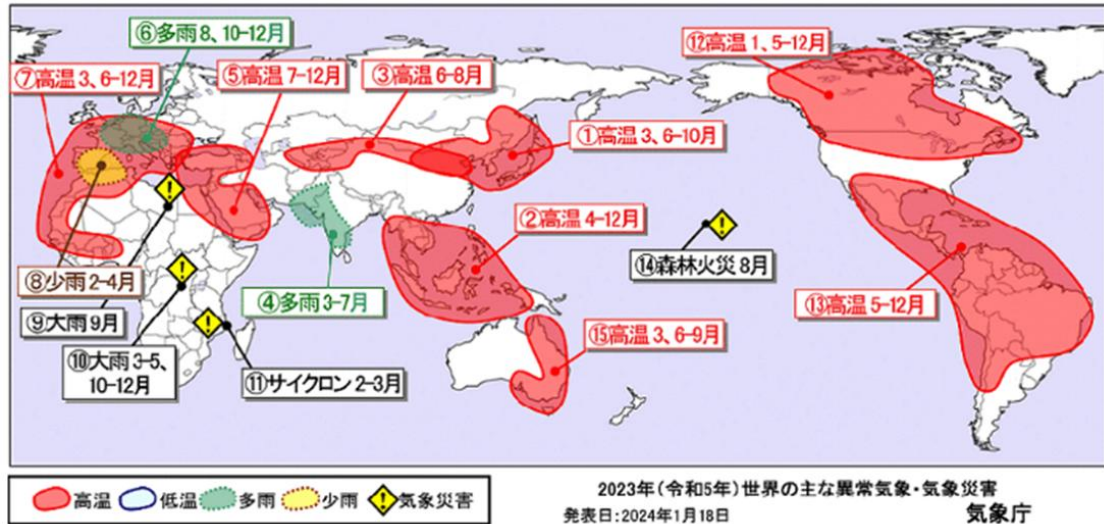 ⑥多雨 8、10-12月
⑦高温 3、6-12月
⑤高温 7-12月
③高温 6-8月
⑫高温 1、5-12月
①高温 3、6-10月
②高温 4-12月
⑭森林火災 8月
⑧少雨 2-4月
④多雨 3-7月
⑬高温 5-12月
⑨大雨 9月
⑮高温 3、6-9月
⑩大雨 3-5、
10-12月
⑪サイクロン 2-3月
高温 低温 多雨 少雨 気象災害
2023年(令和5年)世界の主な異常気象・気象災害
発表日:2024年1月18日 気象庁